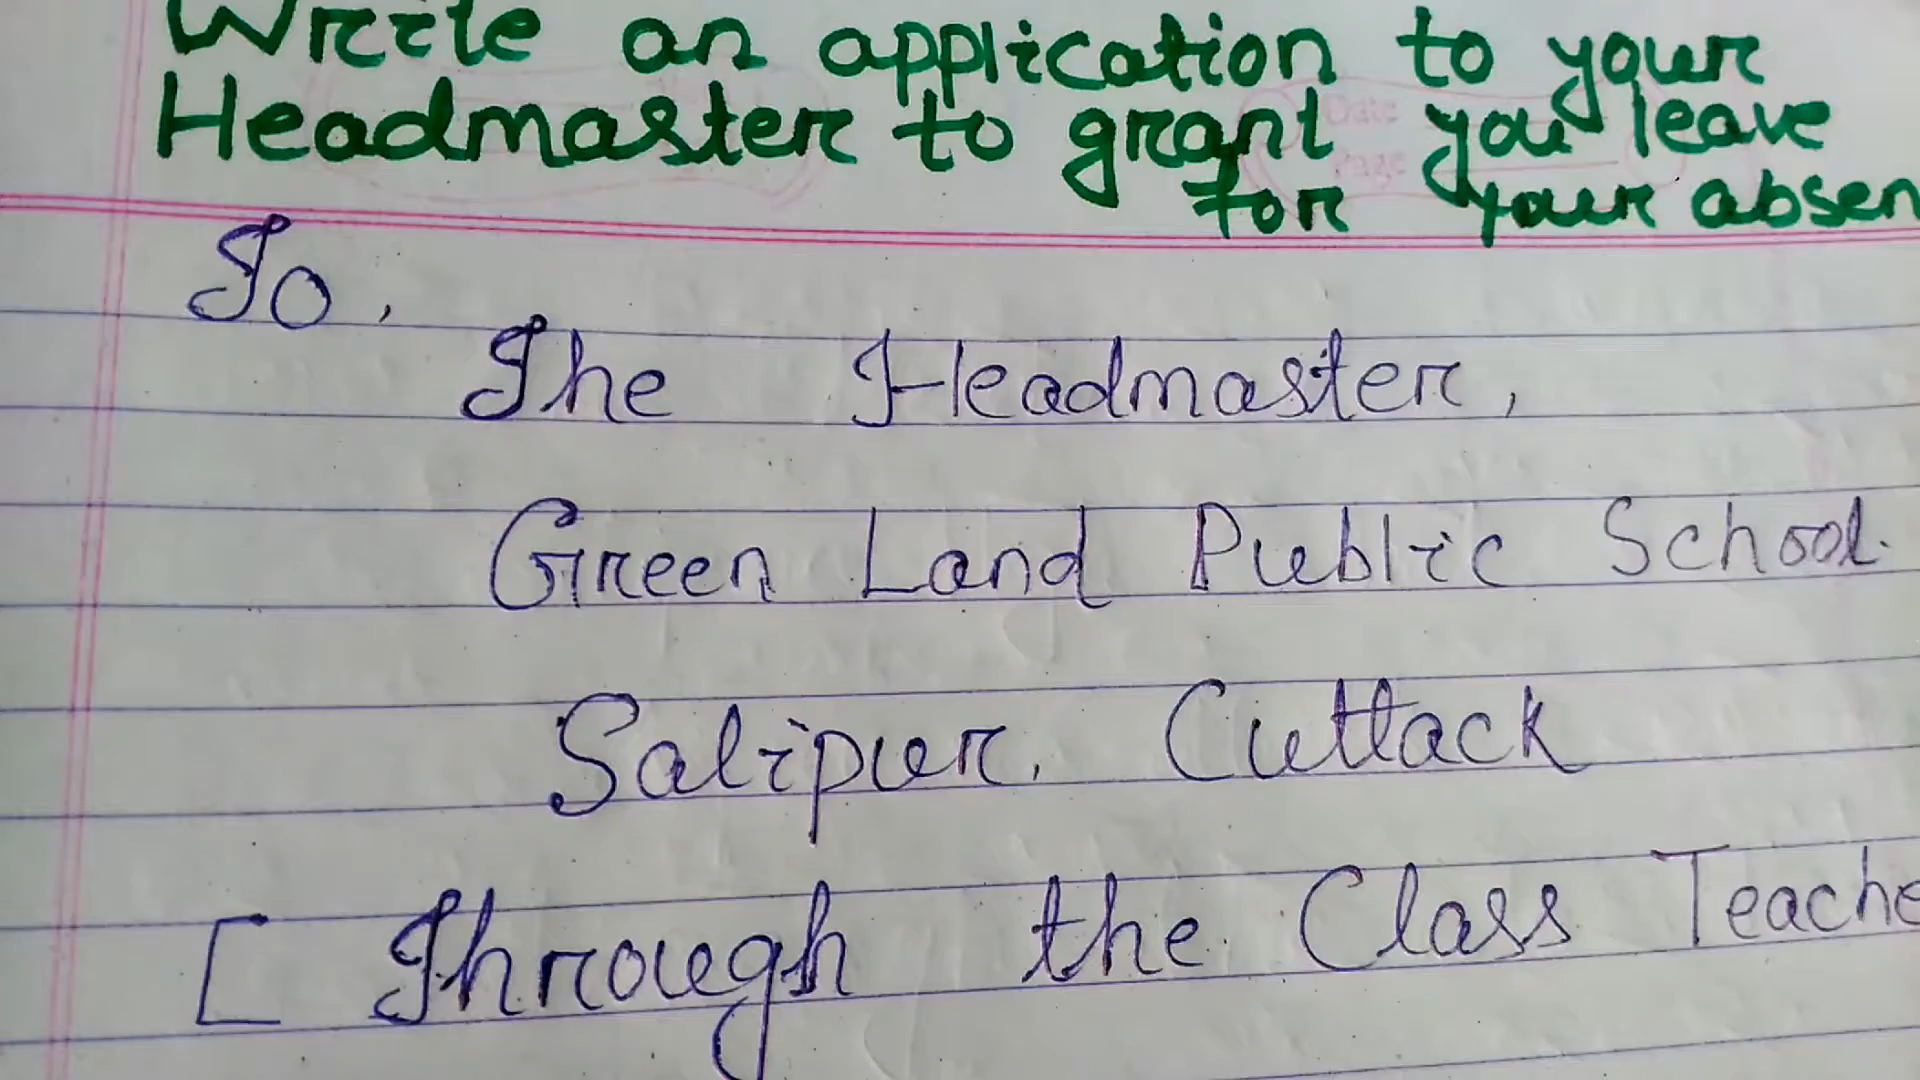 Write an application to your
Headmaster to grant you leave
for your absen
To,
The Headmaster,
Green Land Public School.
Salipur, Cuttack
[ Through the Class Teache